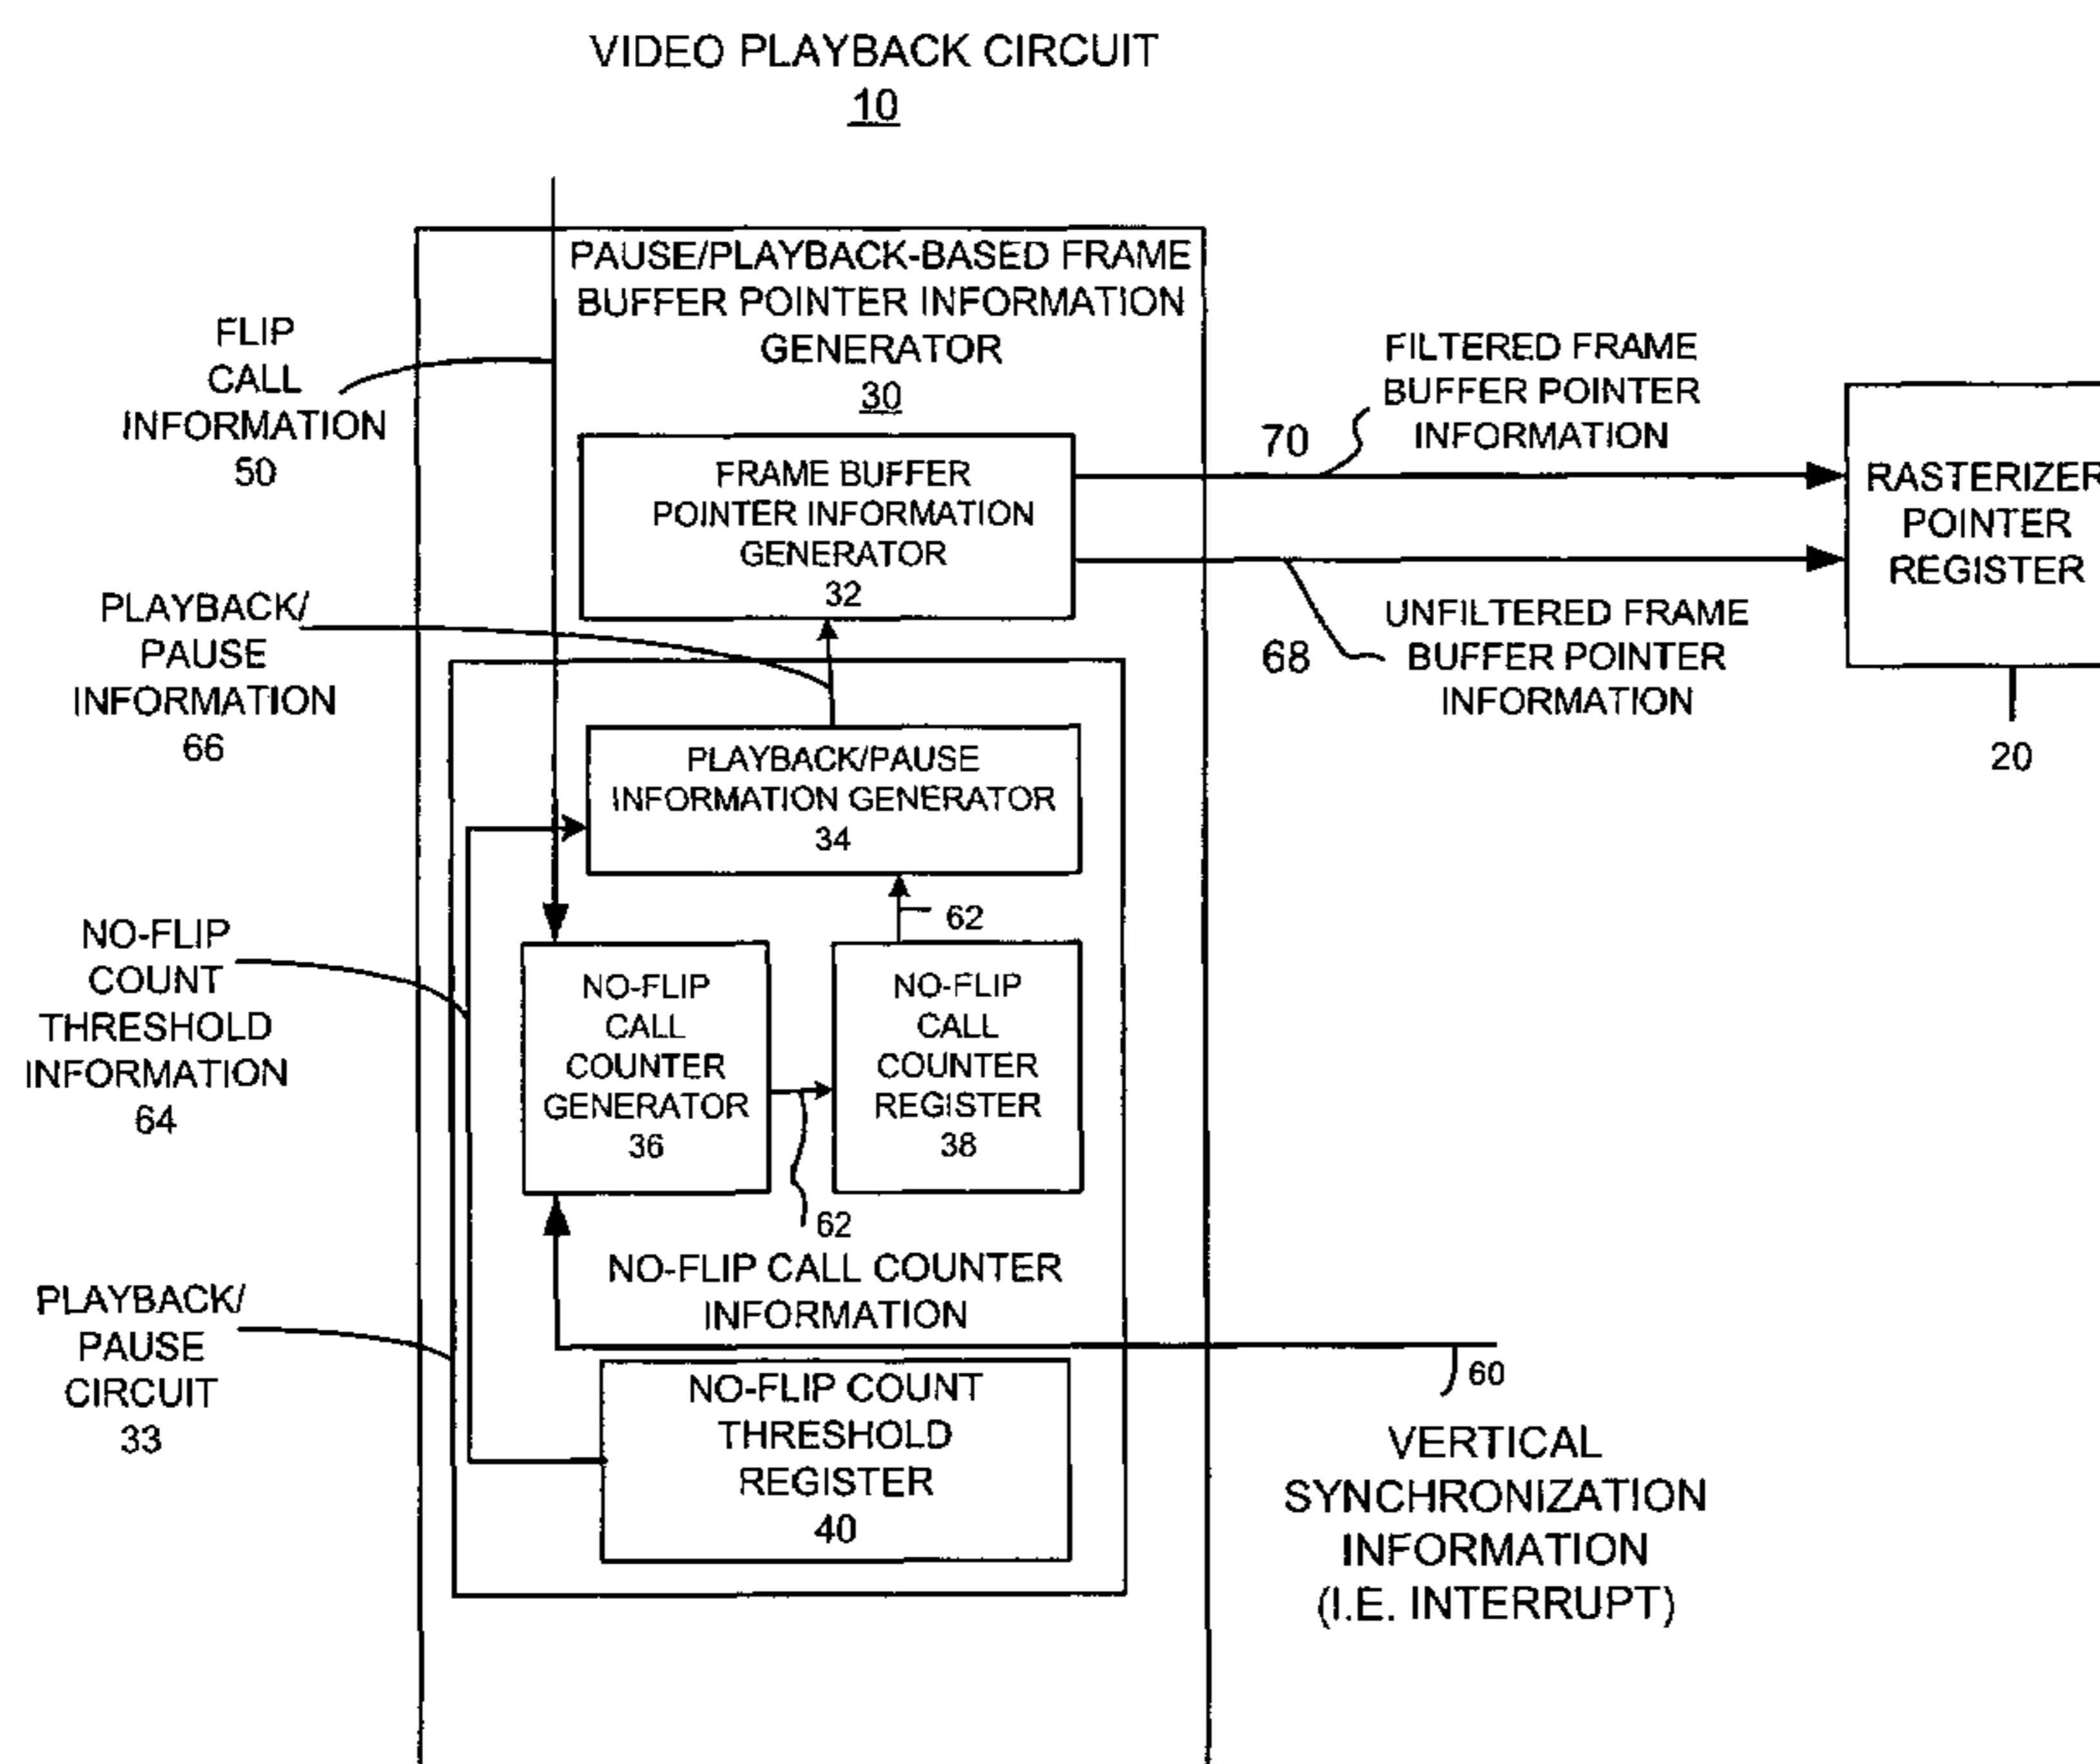 VIDEO PLAYBACK CIRCUIT
10
PAUSE/PLAYBACK-BASED FRAME
BUFFER POINTER INFORMATION
GENERATOR
30
FLIP
CALL
INFORMATION
50
FRAME BUFFER
POINTER INFORMATION
GENERATOR
32
FILTERED FRAME
BUFFER POINTER
INFORMATION
70
RASTERIZER
POINTER
REGISTER
20
UNFILTERED FRAME
BUFFER POINTER
INFORMATION
68
PLAYBACK/
PAUSE
INFORMATION
66
PLAYBACK/PAUSE
INFORMATION GENERATOR
34
62
NO-FLIP
COUNT
THRESHOLD
INFORMATION
64
NO-FLIP
CALL
COUNTER
GENERATOR
36
NO-FLIP
CALL
COUNTER
REGISTER
38
62
NO-FLIP CALL COUNTER
INFORMATION
PLAYBACK/
PAUSE
CIRCUIT
33
NO-FLIP COUNT
THRESHOLD
REGISTER
40
60
VERTICAL
SYNCHRONIZATION
INFORMATION
(I.E. INTERRUPT)